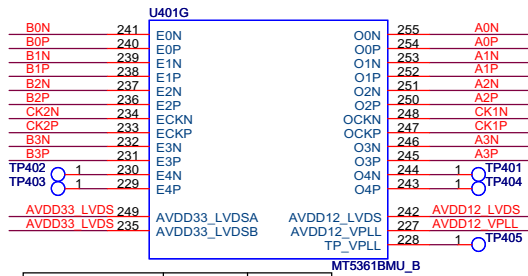 U401G
B0N 241 E0N O0N 255 A0N
B0P 240 E0P O0P 254 A0P
B1N 239 E1N O1N 253 A1N
B1P 238 E1P O1P 252 A1P
B2N 237 E2N O2N 251 A2N
B2P 236 E2P O2P 250 A2P
CK2N 234 ECKN OCKN 248 CK1N
CK2P 233 ECKP OCKP 247 CK1P
B3N 232 E3N O3N 246 A3N
B3P 231 E3P O3P 245 A3P
TP402 1 230 E4N O4N 244 1 TP401
TP403 1 229 E4P O4P 243 1 TP404
AVDD33_LVDS 249 AVDD33_LVDSA AVDD12_LVDS 242 AVDD12_LVDS
AVDD33_LVDS 235 AVDD33_LVDSB AVDD12_VPLL 227 AVDD12_VPLL
TP_VPLL 228 1 TP405
MT5361BMU_B